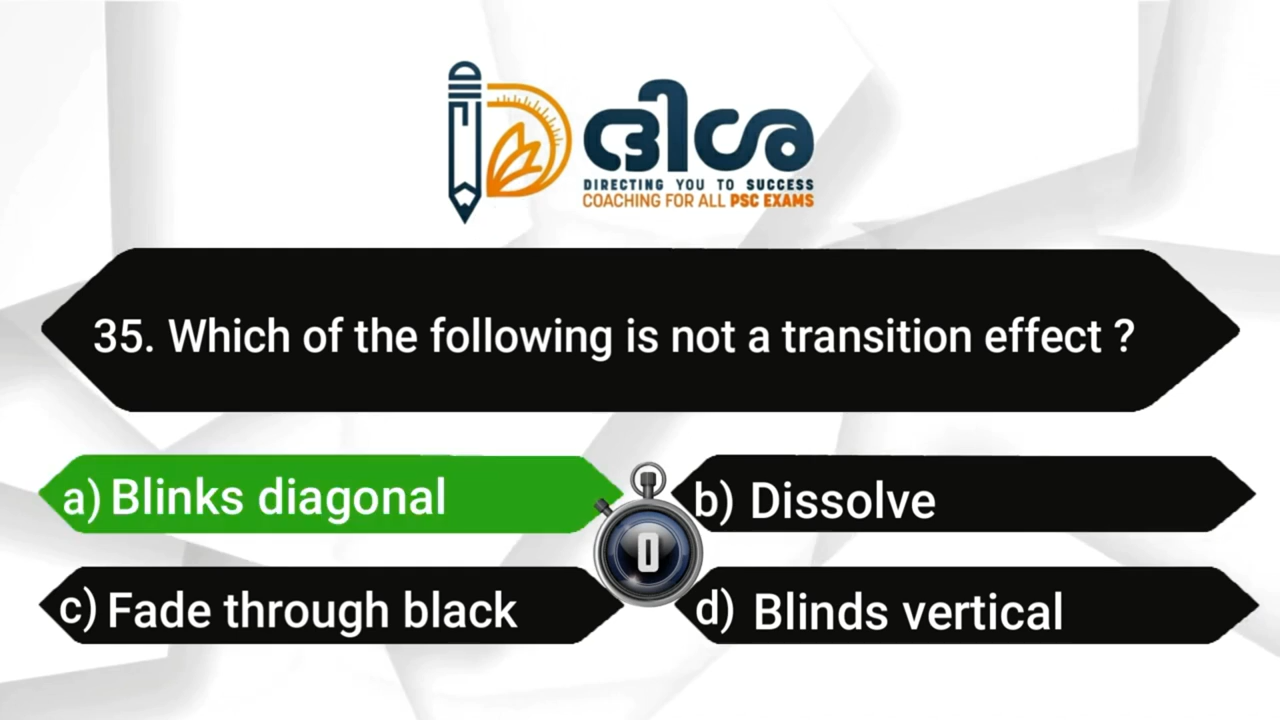 ദിശ
DIRECTING YOU TO SUCCESS
COACHING FOR ALL PSC EXAMS
35. Which of the following is not a transition effect ?
a) Blinks diagonal
b) Dissolve
0
c) Fade through black
d) Blinds vertical